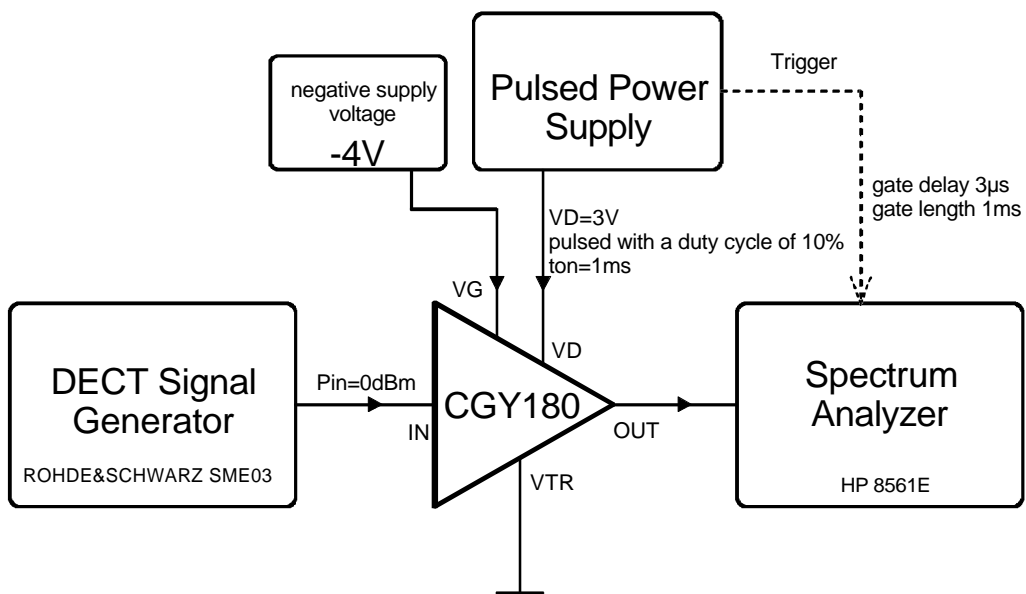 negative supply
voltage
-4V
Pulsed Power
Supply
Trigger
gate delay 3µs
gate length 1ms
VD=3V
pulsed with a duty cycle of 10%
ton=1ms
VG
VD
DECT Signal
Generator
ROHDE&SCHWARZ SME03
Pin=0dBm
IN
CGY180
OUT
VTR
Spectrum
Analyzer
HP 8561E